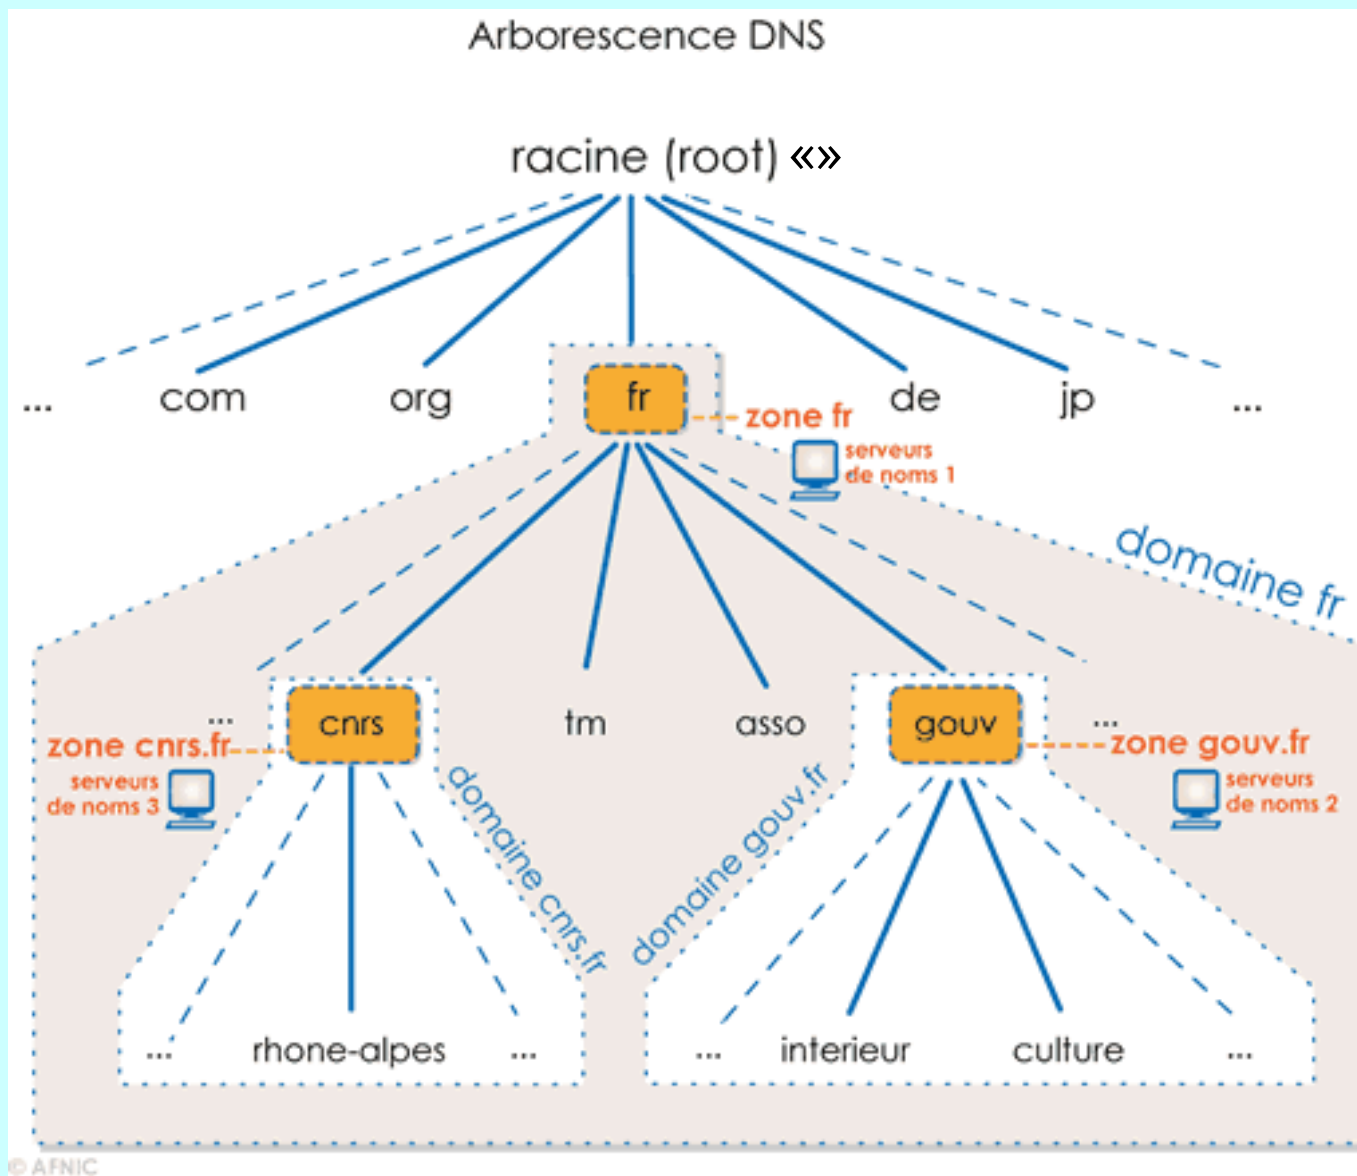 Arborescence DNS
racine (root) «»
... com org fr de jp ...
zone fr
serveurs
de noms 1
domaine fr
... cnrs tm asso gouv ...
zone cnrs.fr
serveurs
de noms 3
domaine cnrs.fr
domaine gouv.fr
zone gouv.fr
serveurs
de noms 2
... rhone-alpes ...
... interieur culture ...
© AFNIC